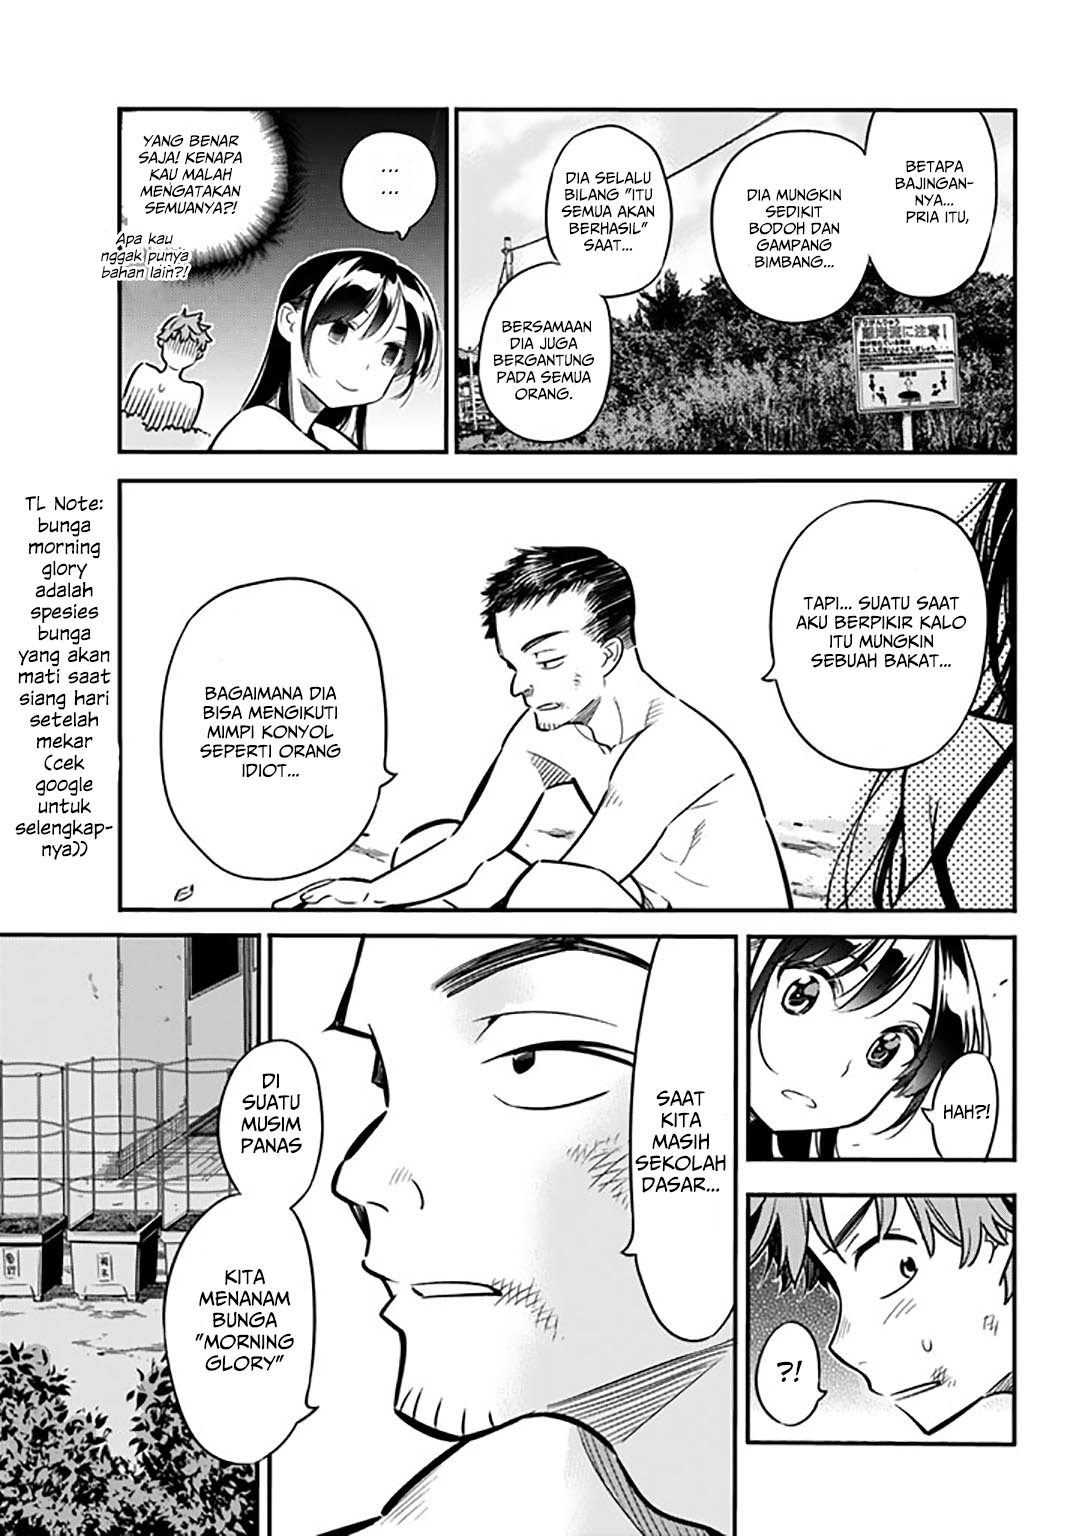 BETAPA
BAJINGAN-
NYA...
PRIA ITU,
DIA MUNGKIN
SEDIKIT
BODOH DAN
GAMPANG
BIMBANG...
DIA SELALU
BILANG "ITU
SEMUA AKAN
BERHASIL"
SAAT...
BERSAMAAN
DIA JUGA
BERGANTUNG
PADA SEMUA
ORANG.
に注意!
...
...
YANG BENAR
SAJA! KENAPA
KAU MALAH
MENGATAKAN
SEMUANYA?!
Apa kau
nggak punya
bahan lain?!
TAPI... SUATU SAAT
AKU BERPIKIR KALO
ITU MUNGKIN
SEBUAH BAKAT...
BAGAIMANA DIA
BISA MENGIKUTI
MIMPI KONYOL
SEPERTI ORANG
IDIOT...
TL Note:
bunga
morning
glory
adalah
spesies
bunga
yang akan
mati saat
siang hari
setelah
mekar
(cek
google
untuk
selengkap-
nya))
HAH?!
?!
SAAT
KITA
MASIH
SEKOLAH
DASAR...
DI
SUATU
MUSIM
PANAS
KITA
MENANAM
BUNGA
"MORNING
GLORY"